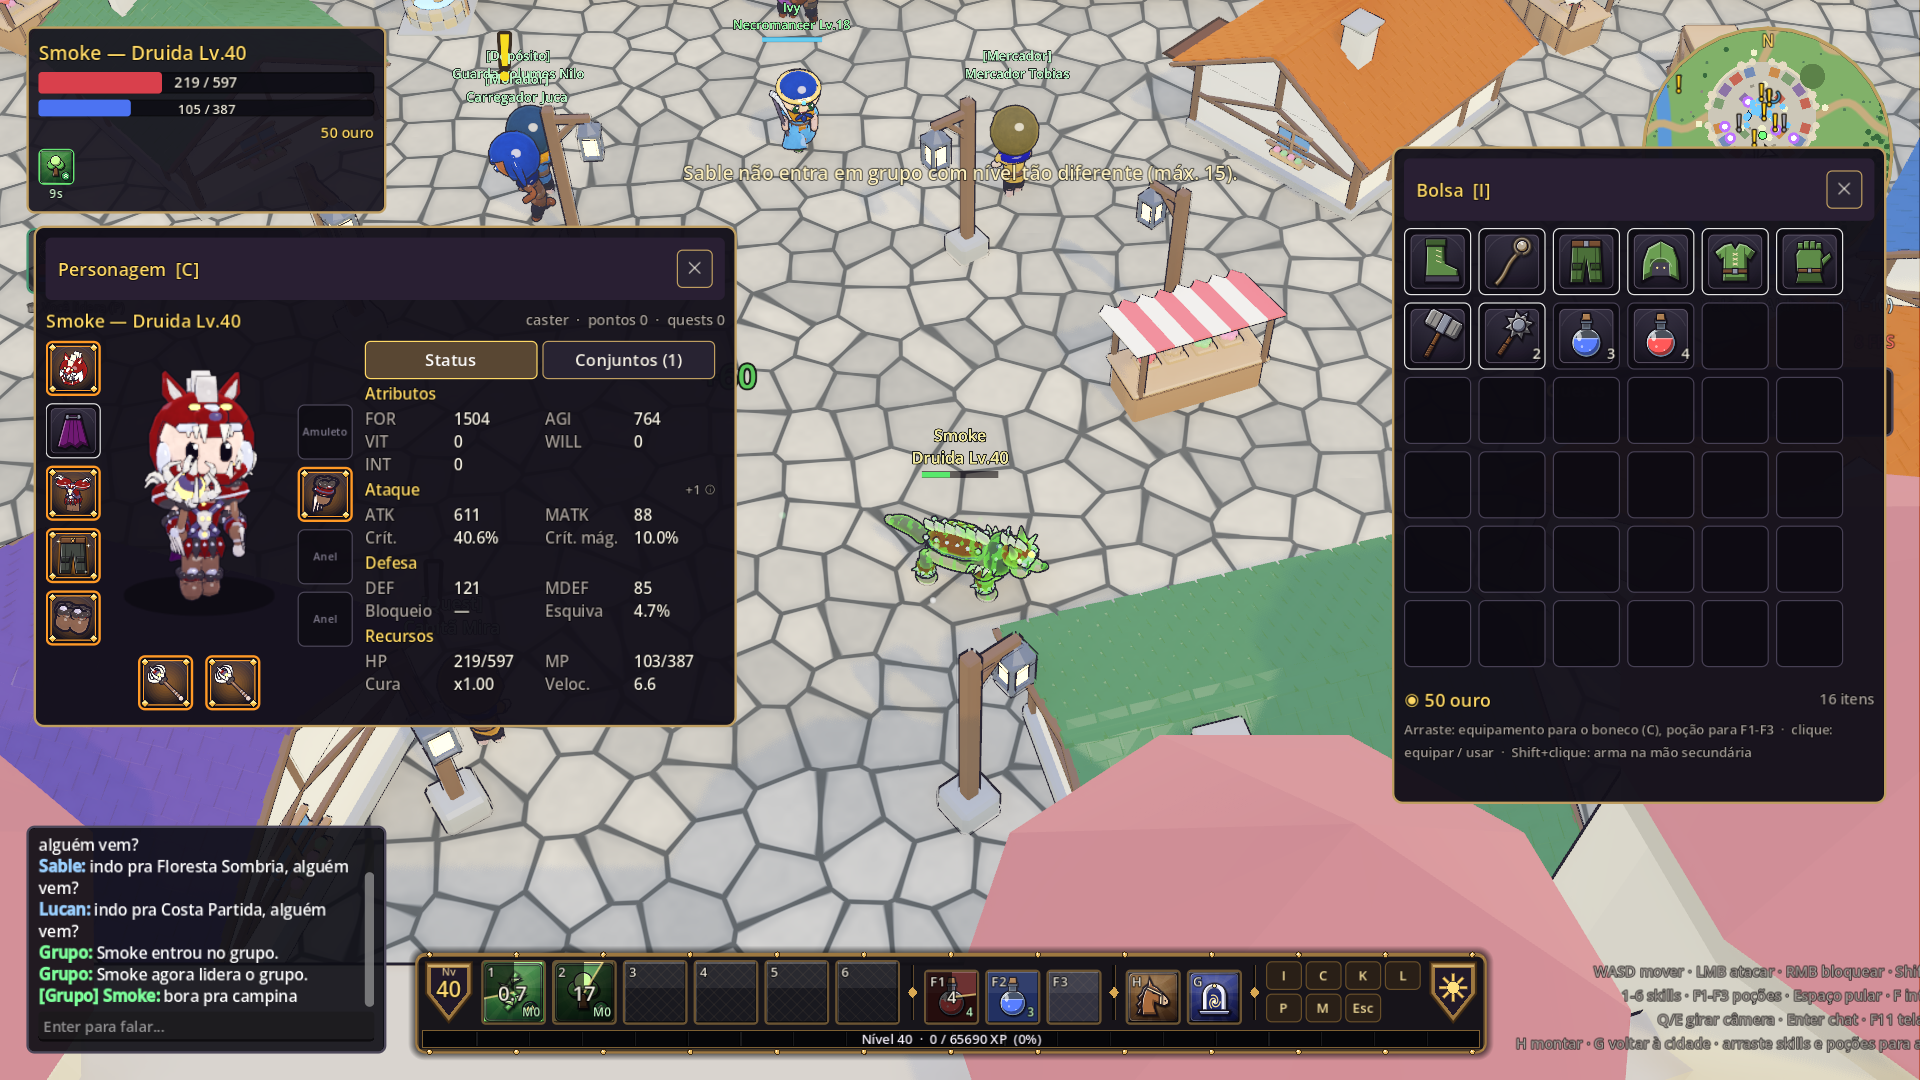 Smoke — Druida Lv.40
219 / 597
105 / 387
50 ouro
9s
Ivy
Necromancer Lv.18
[Depósito]
Guarda-volumes Nilo
Carregador Juca
[Mercador]
Mercador Tobias
N
Sable não entra em grupo com nível tão diferente (máx. 15).
Personagem [C]
Smoke — Druida Lv.40
caster · pontos 0 · quests 0
Status
Conjuntos (1)
Atributos
FOR 1504 AGI 764
VIT 0 WILL 0
INT 0
Ataque +1
ATK 611 MATK 88
Crít. 40.6% Crít. mág. 10.0%
Defesa
DEF 121 MDEF 85
Bloqueio — Esquiva 4.7%
Recursos
HP 219/597 MP 103/387
Cura x1.00 Veloc. 6.6
Amuleto
Anel
Anel
Smoke
Druida Lv.40
Bolsa [I]
2
3
4
50 ouro
16 itens
Arraste: equipamento para o boneco (C), poção para F1-F3 · clique:
equipar / usar · Shift+clique: arma na mão secundária
alguém vem?
Sable: indo pra Floresta Sombria, alguém
vem?
Lucan: indo pra Costa Partida, alguém
vem?
Grupo: Smoke entrou no grupo.
Grupo: Smoke agora lidera o grupo.
[Grupo] Smoke: bora pra campina
Enter para falar...
Nv
40
1 0,7 M0
2 17 M0
3
4
5
6
F1 4 4
F2 3
F3
H
G
I C K L
P M Esc
Nível 40 · 0 / 65690 XP (0%)
WASD mover · LMB atacar · RMB bloquear · Shi
1-6 skills · F1-F3 poções · Espaço pular · F in
Q/E girar câmera · Enter chat · F11 tela
H montar · G voltar à cidade · arraste skills e poções para a